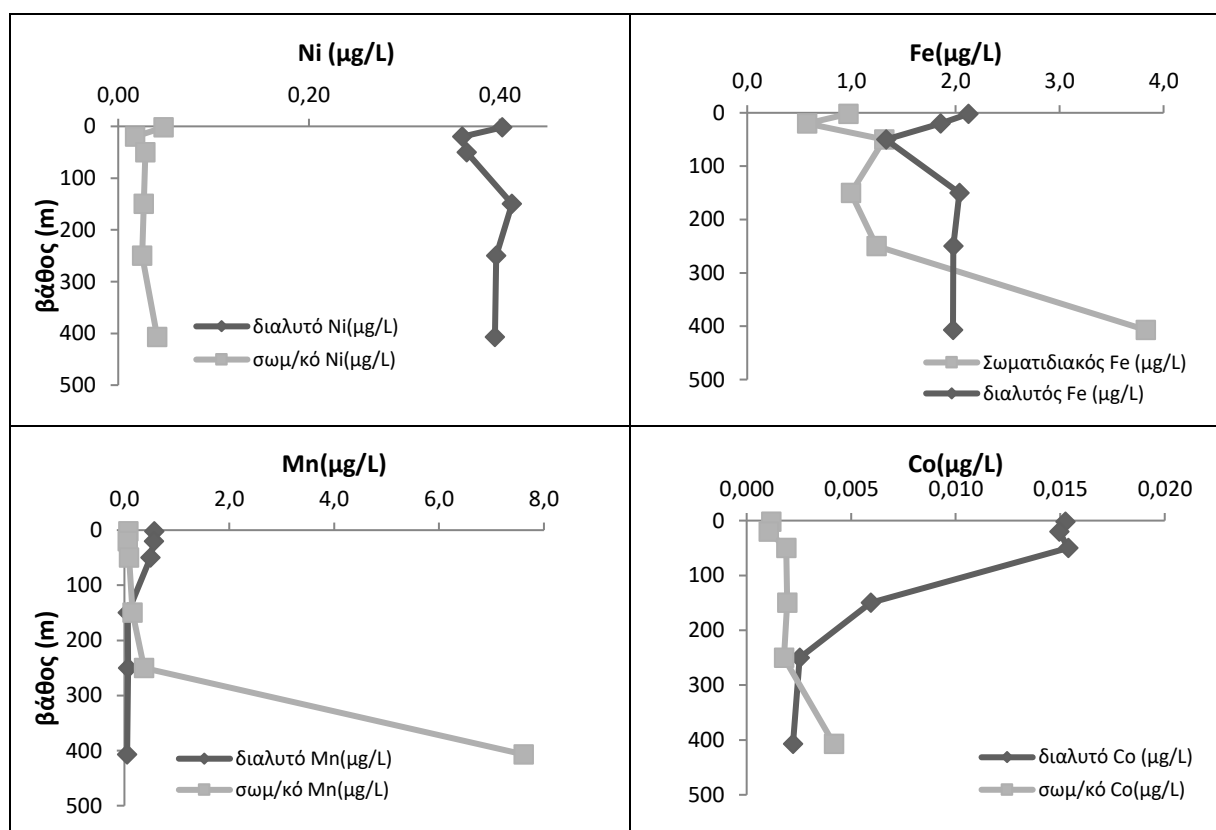 Ni (µg/L)
0,00 0,20 0,40
0
100
200
300
400
500
βάθος (m)
διαλυτό Ni(µg/L)
σωμ/κό Ni(µg/L)
Fe(µg/L)
0,0 1,0 2,0 3,0 4,0
0
100
200
300
400
500
Σωματιδιακός Fe (µg/L)
διαλυτός Fe (µg/L)
Mn(µg/L)
0,0 2,0 4,0 6,0 8,0
0
100
200
300
400
500
βάθος (m)
διαλυτό Mn(µg/L)
σωμ/κό Mn(µg/L)
Co(µg/L)
0,000 0,005 0,010 0,015 0,020
0
100
200
300
400
500
διαλυτό Co (µg/L)
σωμ/κό Co(µg/L)